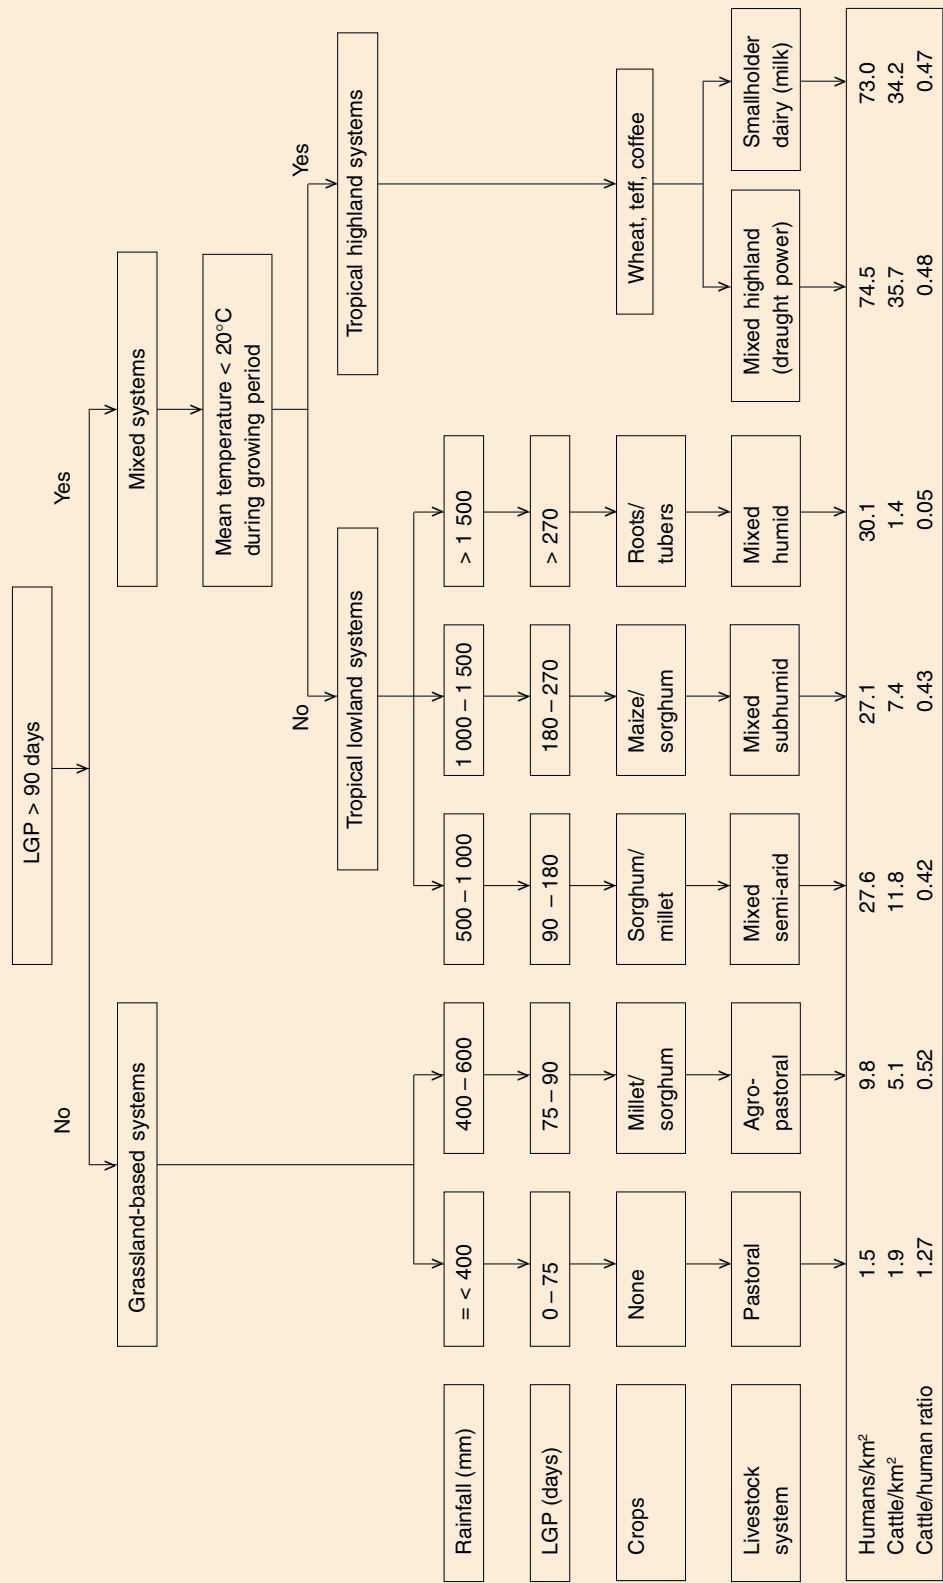 LGP > 90 days
No
Yes
Grassland-based systems
Mixed systems
Mean temperature < 20°C
during growing period
No
Yes
Tropical lowland systems
Tropical highland systems
Rainfall (mm)
= < 400
400 – 600
500 – 1 000
1 000 – 1 500
> 1 500
LGP (days)
0 – 75
75 – 90
90 – 180
180 – 270
> 270
Crops
None
Millet/
sorghum
Sorghum/
millet
Maize/
sorghum
Roots/
tubers
Wheat, teff, coffee
Livestock
system
Pastoral
Agro-
pastoral
Mixed
semi-arid
Mixed
subhumid
Mixed
humid
Mixed highland
(draught power)
Smallholder
dairy (milk)
Humans/km² 1.5 9.8 27.6 27.1 30.1 74.5 73.0
Cattle/km² 1.9 5.1 11.8 7.4 1.4 35.7 34.2
Cattle/human ratio 1.27 0.52 0.42 0.43 0.05 0.48 0.47